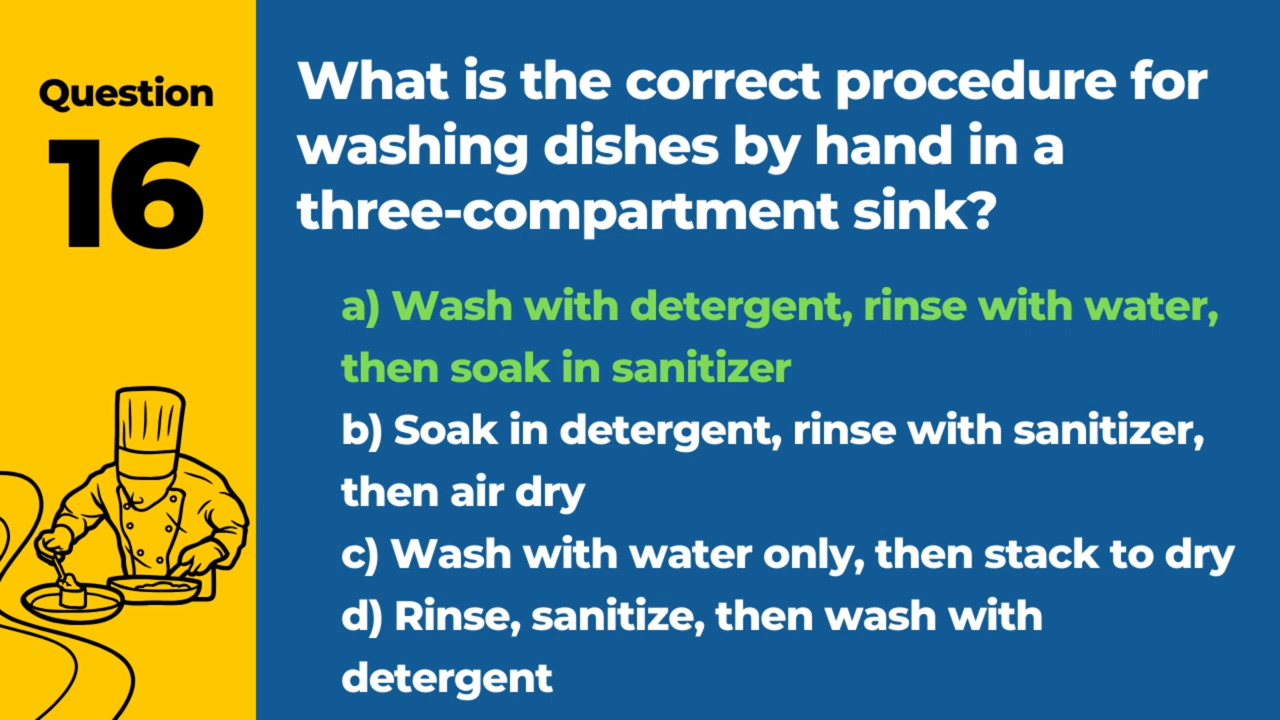 Question
16
What is the correct procedure for
washing dishes by hand in a
three-compartment sink?
a) Wash with detergent, rinse with water,
then soak in sanitizer
b) Soak in detergent, rinse with sanitizer,
then air dry
c) Wash with water only, then stack to dry
d) Rinse, sanitize, then wash with
detergent